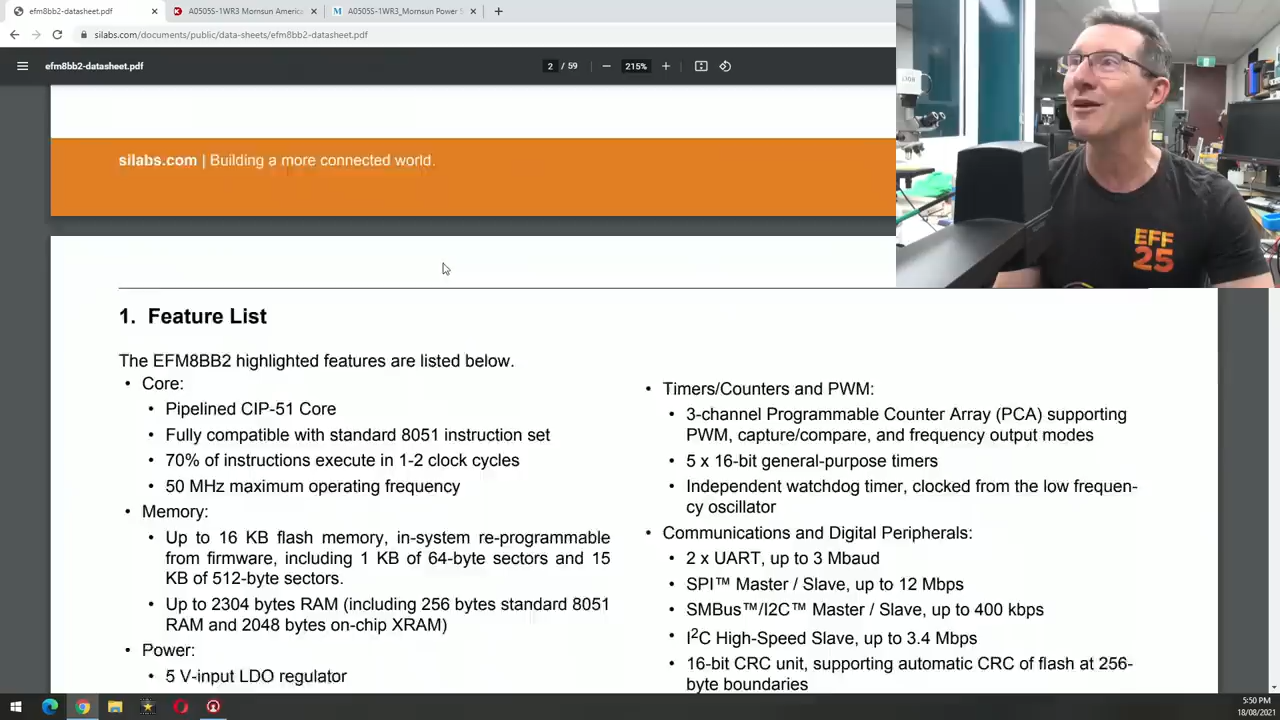 efm8bb2-datasheet.pdf
A0505S-1WR3 Mornsun America
A0505S-1WR3_Mornsun Power S
silabs.com/documents/public/data-sheets/efm8bb2-datasheet.pdf
efm8bb2-datasheet.pdf
2 / 59
215%
silabs.com | Building a more connected world.
EFF
25
1. Feature List
The EFM8BB2 highlighted features are listed below.
• Core:
• Pipelined CIP-51 Core
• Fully compatible with standard 8051 instruction set
• 70% of instructions execute in 1-2 clock cycles
• 50 MHz maximum operating frequency
• Memory:
• Up to 16 KB flash memory, in-system re-programmable
from firmware, including 1 KB of 64-byte sectors and 15
KB of 512-byte sectors.
• Up to 2304 bytes RAM (including 256 bytes standard 8051
RAM and 2048 bytes on-chip XRAM)
• Power:
• 5 V-input LDO regulator
• Timers/Counters and PWM:
• 3-channel Programmable Counter Array (PCA) supporting
PWM, capture/compare, and frequency output modes
• 5 x 16-bit general-purpose timers
• Independent watchdog timer, clocked from the low frequen-
cy oscillator
• Communications and Digital Peripherals:
• 2 x UART, up to 3 Mbaud
• SPI™ Master / Slave, up to 12 Mbps
• SMBus™/I2C™ Master / Slave, up to 400 kbps
• I2C High-Speed Slave, up to 3.4 Mbps
• 16-bit CRC unit, supporting automatic CRC of flash at 256-
byte boundaries
5:50 PM
18/08/2021